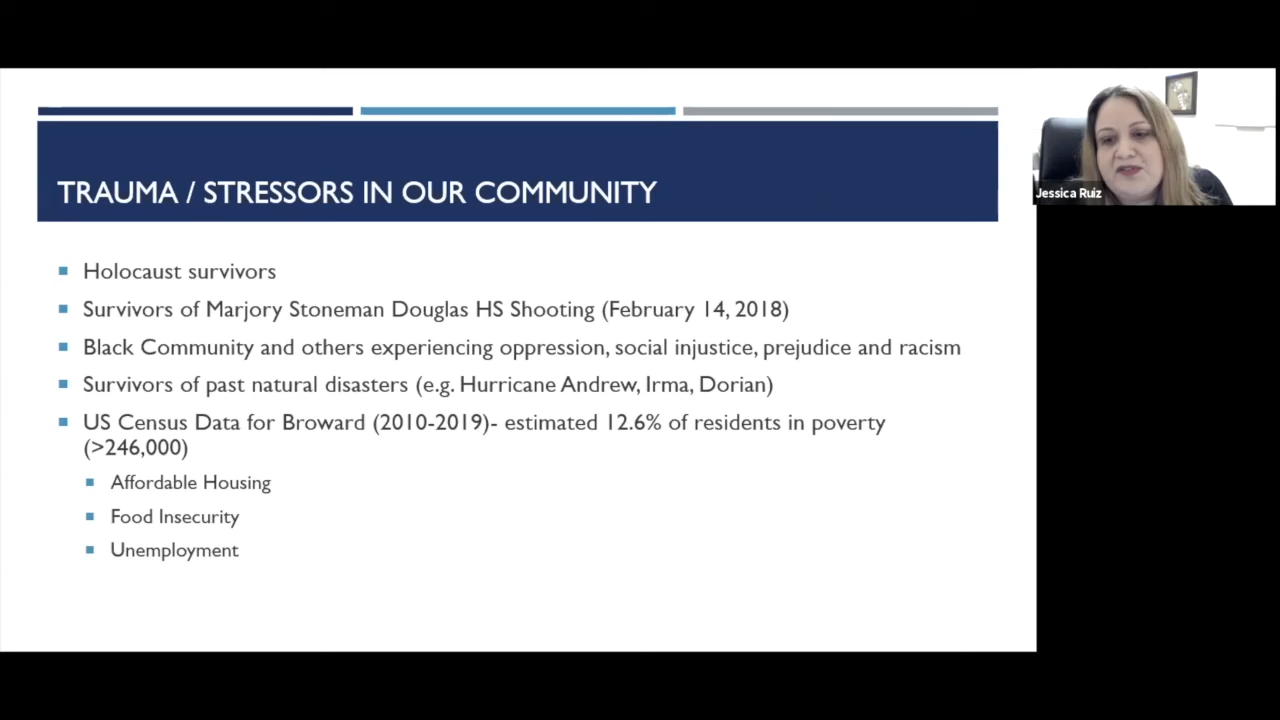 TRAUMA / STRESSORS IN OUR COMMUNITY
Holocaust survivors
Survivors of Marjory Stoneman Douglas HS Shooting (February 14, 2018)
Black Community and others experiencing oppression, social injustice, prejudice and racism
Survivors of past natural disasters (e.g. Hurricane Andrew, Irma, Dorian)
US Census Data for Broward (2010-2019)- estimated 12.6% of residents in poverty
(>246,000)
Affordable Housing
Food Insecurity
Unemployment
Jessica Ruiz